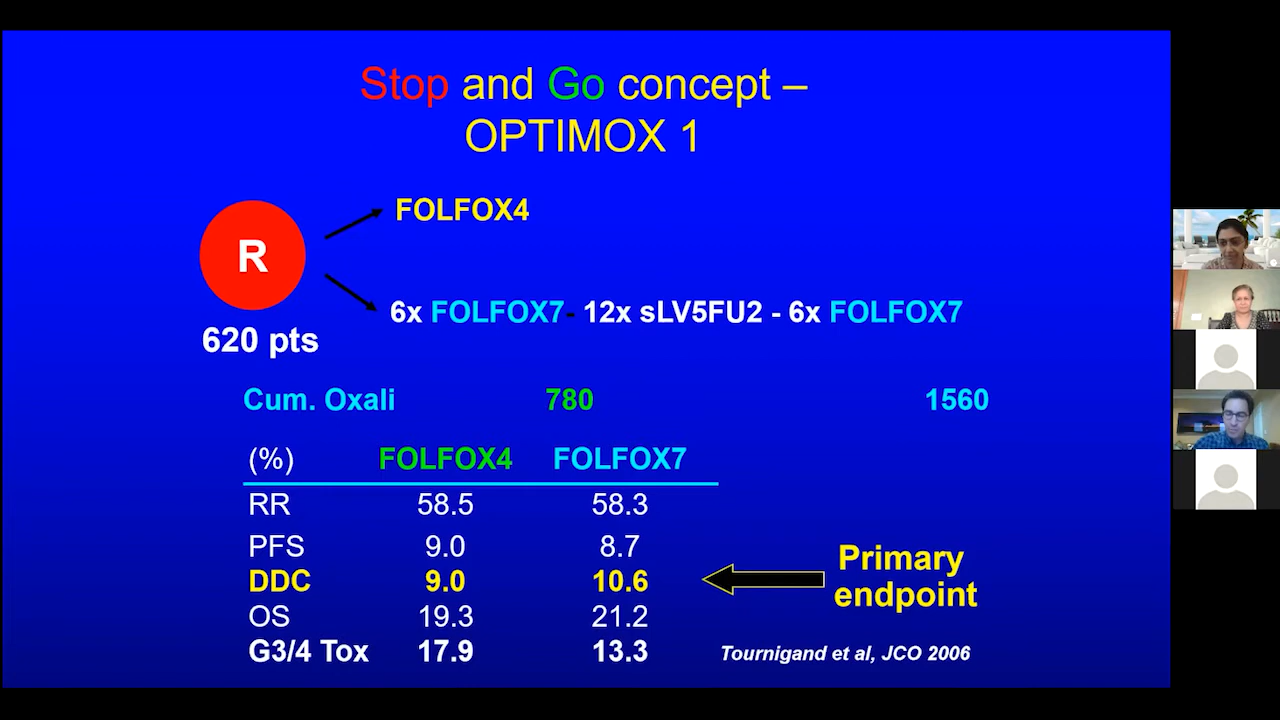 Stop and Go concept –
OPTIMOX 1
FOLFOX4
R
6x FOLFOX7- 12x sLV5FU2 - 6x FOLFOX7
620 pts
Cum. Oxali 780 1560
(%) FOLFOX4 FOLFOX7
RR 58.5 58.3
PFS 9.0 8.7
DDC 9.0 10.6
OS 19.3 21.2
G3/4 Tox 17.9 13.3
Primary
endpoint
Tournigand et al, JCO 2006